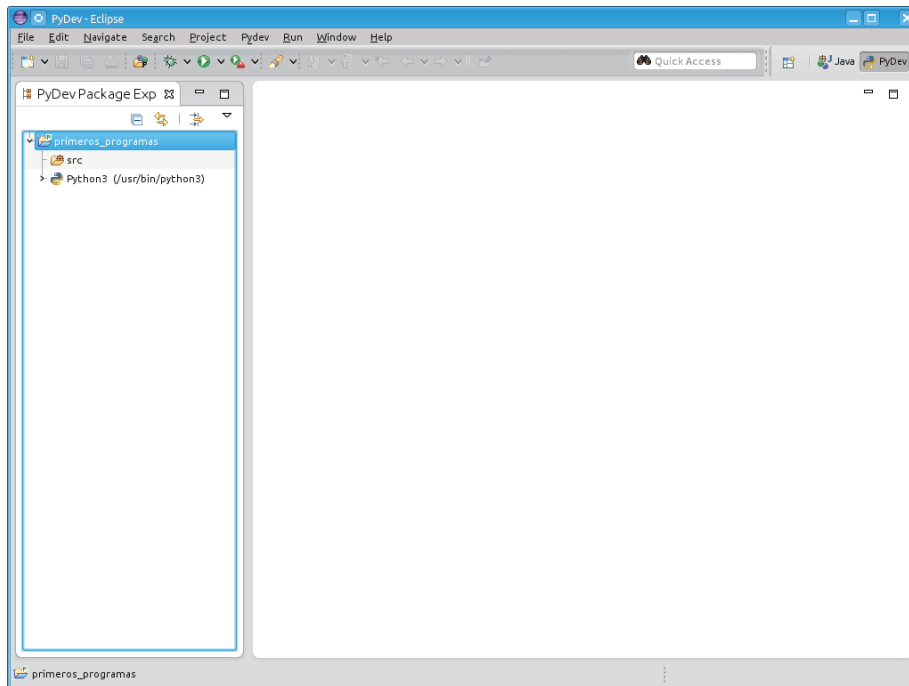 PyDev - Eclipse
File Edit Navigate Search Project Pydev Run Window Help
Quick Access Java PyDev
PyDev Package Exp
primeros_programas
src
Python3 (/usr/bin/python3)
primeros_programas